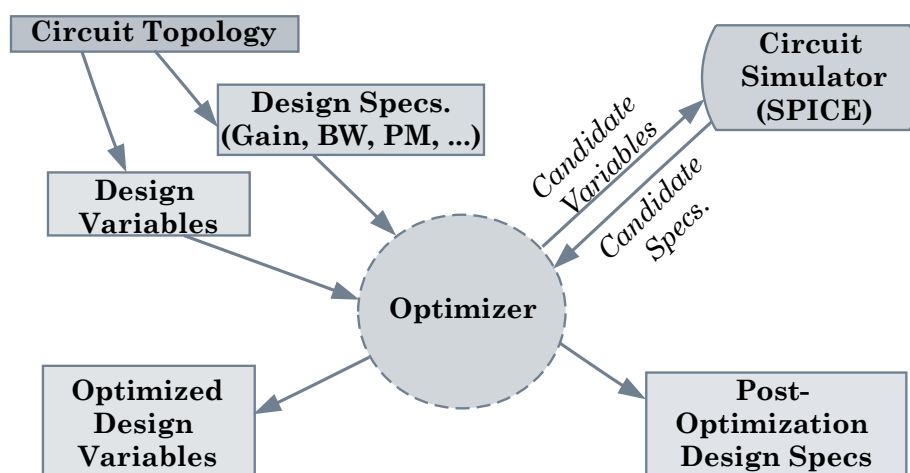 Circuit Topology
Circuit
Simulator
(SPICE)
Design Specs.
(Gain, BW, PM, ...)
Candidate
Variables
Candidate
Specs.
Design
Variables
Optimizer
Optimized
Design
Variables
Post-
Optimization
Design Specs